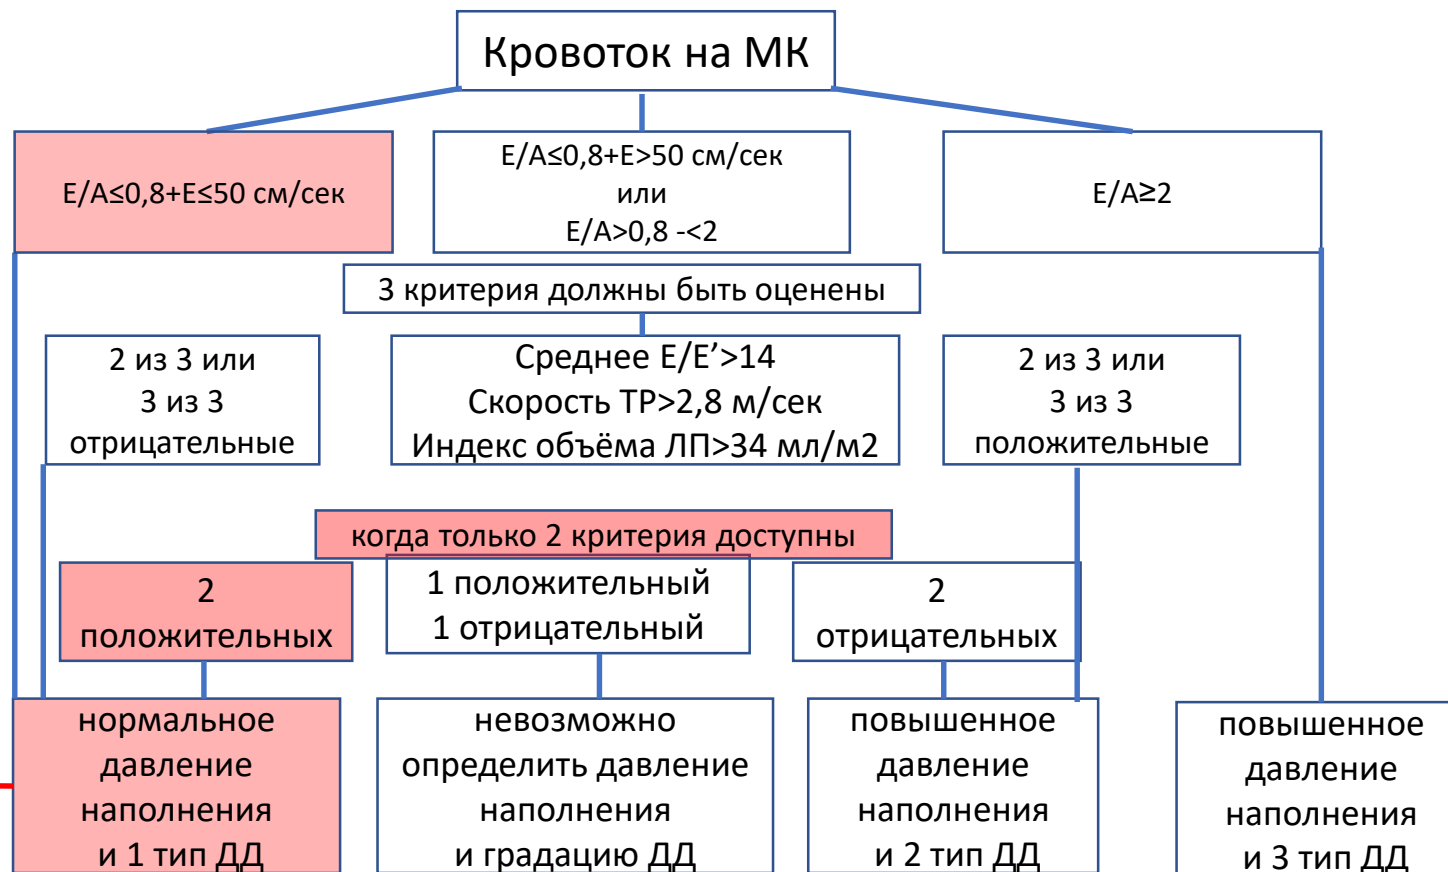 Кровоток на МК
E/A≤0,8+E≤50 см/сек
E/A≤0,8+E>50 см/сек
или
E/A>0,8 -<2
E/A≥2
3 критерия должны быть оценены
2 из 3 или
3 из 3
отрицательные
Среднее E/E’>14
Скорость ТР>2,8 м/сек
Индекс объёма ЛП>34 мл/м2
2 из 3 или
3 из 3
положительные
когда только 2 критерия доступны
2
положительных
1 положительный
1 отрицательный
2
отрицательных
нормальное
давление
наполнения
и 1 тип ДД
невозможно
определить давление
наполнения
и градацию ДД
повышенное
давление
наполнения
и 2 тип ДД
повышенное
давление
наполнения
и 3 тип ДД